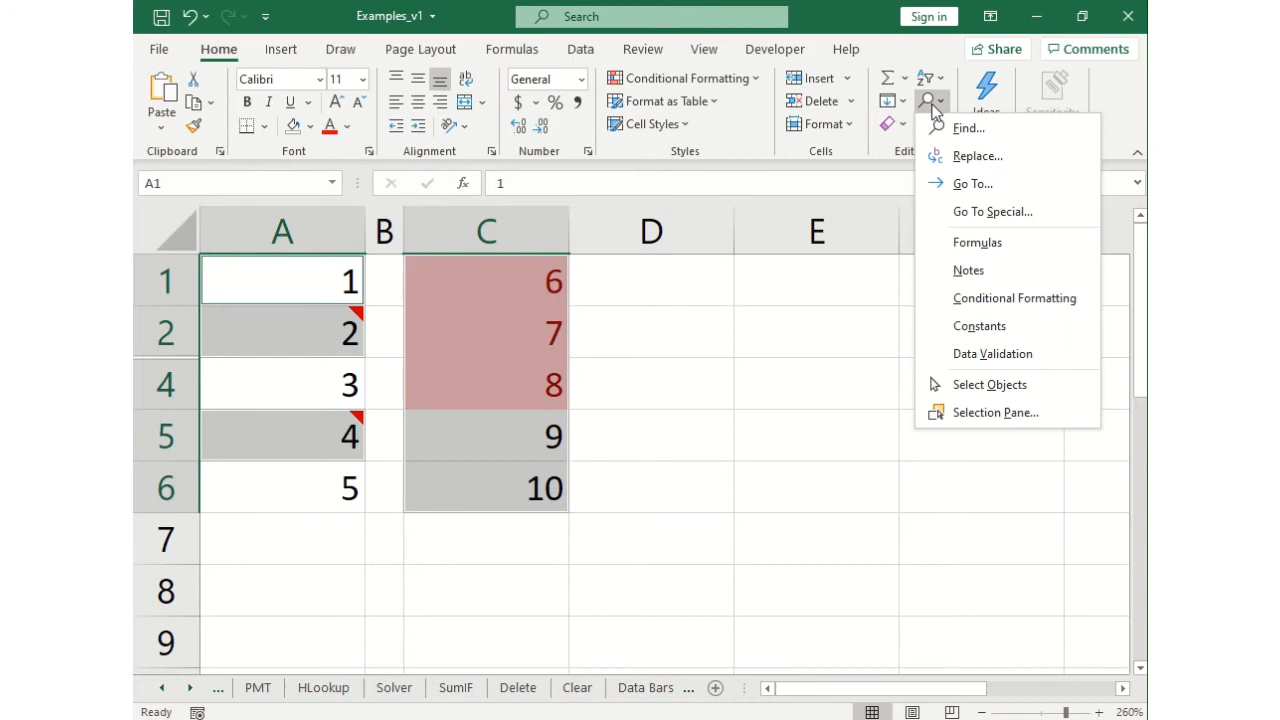 Examples_v1
Search
Sign in
File Home Insert Draw Page Layout Formulas Data Review View Developer Help Share Comments
Paste
Calibri 11
B I U A A
A
ab
General
$ % ,
Conditional Formatting
Format as Table
Cell Styles
Insert
Delete
Format
Σ
Clipboard Font Alignment Number Styles Cells Edit
Find...
Replace...
Go To...
Go To Special...
Formulas
Notes
Conditional Formatting
Constants
Data Validation
Select Objects
Selection Pane...
A1 fx 1
A B C D E
1 1 6
2 2 7
4 3 8
5 4 9
6 5 10
7
8
9
... PMT HLookup Solver SumIF Delete Clear Data Bars ...
Ready 260%